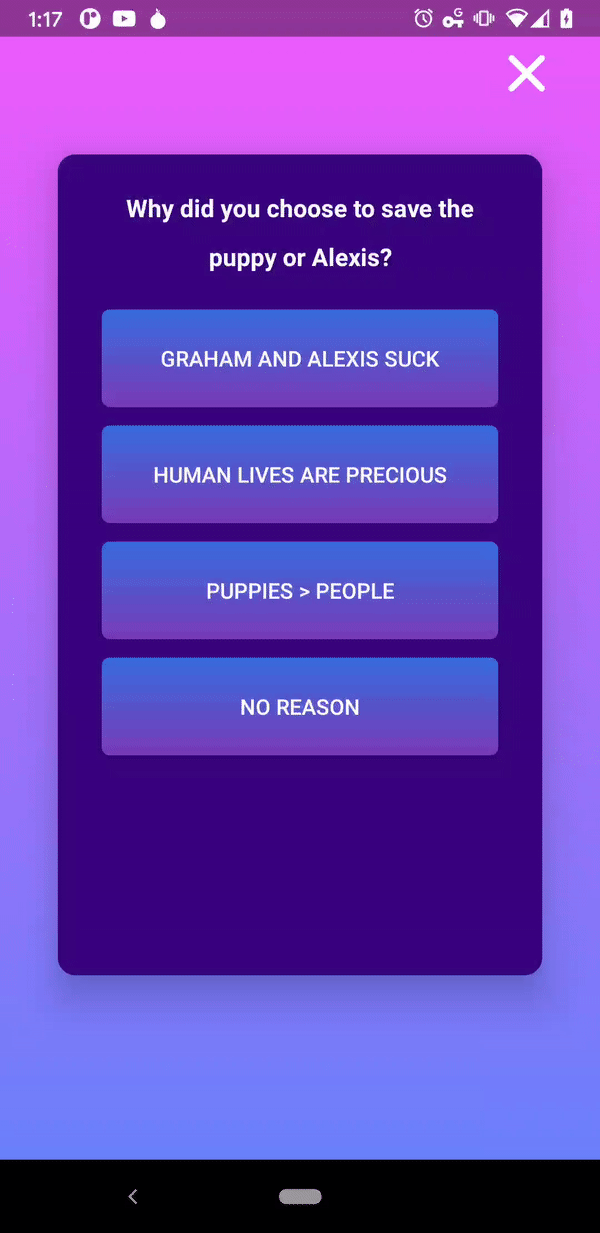 1:17
Why did you choose to save the
puppy or Alexis?
GRAHAM AND ALEXIS SUCK
HUMAN LIVES ARE PRECIOUS
PUPPIES > PEOPLE
NO REASON